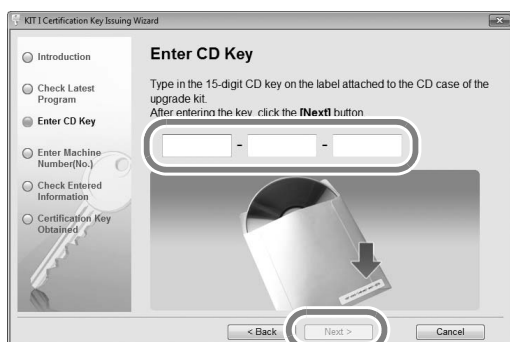 KIT I Certification Key Issuing Wizard
Introduction
Check Latest
Program
Enter CD Key
Enter Machine
Number(No.)
Check Entered
Information
Certification Key
Obtained
Enter CD Key
Type in the 15-digit CD key on the label attached to the CD case of the
upgrade kit.
After entering the key, click the [Next] button
- -
< Back
Next >
Cancel